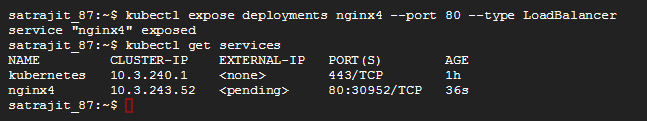 satrajit_87:~$ kubectl expose deployments nginx4 --port 80 --type LoadBalancer
service "nginx4" exposed
satrajit_87:~$ kubectl get services
NAME CLUSTER-IP EXTERNAL-IP PORT(S) AGE
kubernetes 10.3.240.1 <none> 443/TCP 1h
nginx4 10.3.243.52 <pending> 80:30952/TCP 36s
satrajit_87:~$